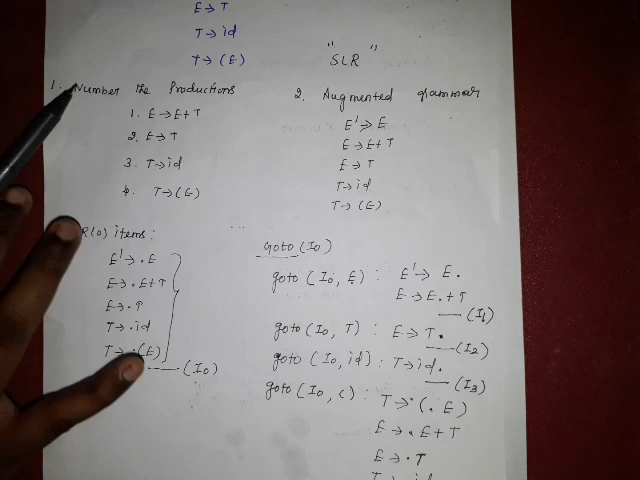 E → T
T → id
T → (E)
"SLR"
1. Number the Productions
1. E → E + T
2. E → T
3. T → id
4. T → (E)
2. Augmented grammar
E' → E
E → E + T
E → T
T → id
T → (E)
R(0) items:
E' → .E
E → .E + T
E → .T
T → .id
T → .(E)
(I0)
Goto (I0)
goto (I0, E) : E' → E.
E → E. + T
(I1)
goto (I0, T) : E → T.
(I2)
goto (I0, id) : T → id.
(I3)
goto (I0, () : T → (. E)
E → . E + T
E → . T
T → . id